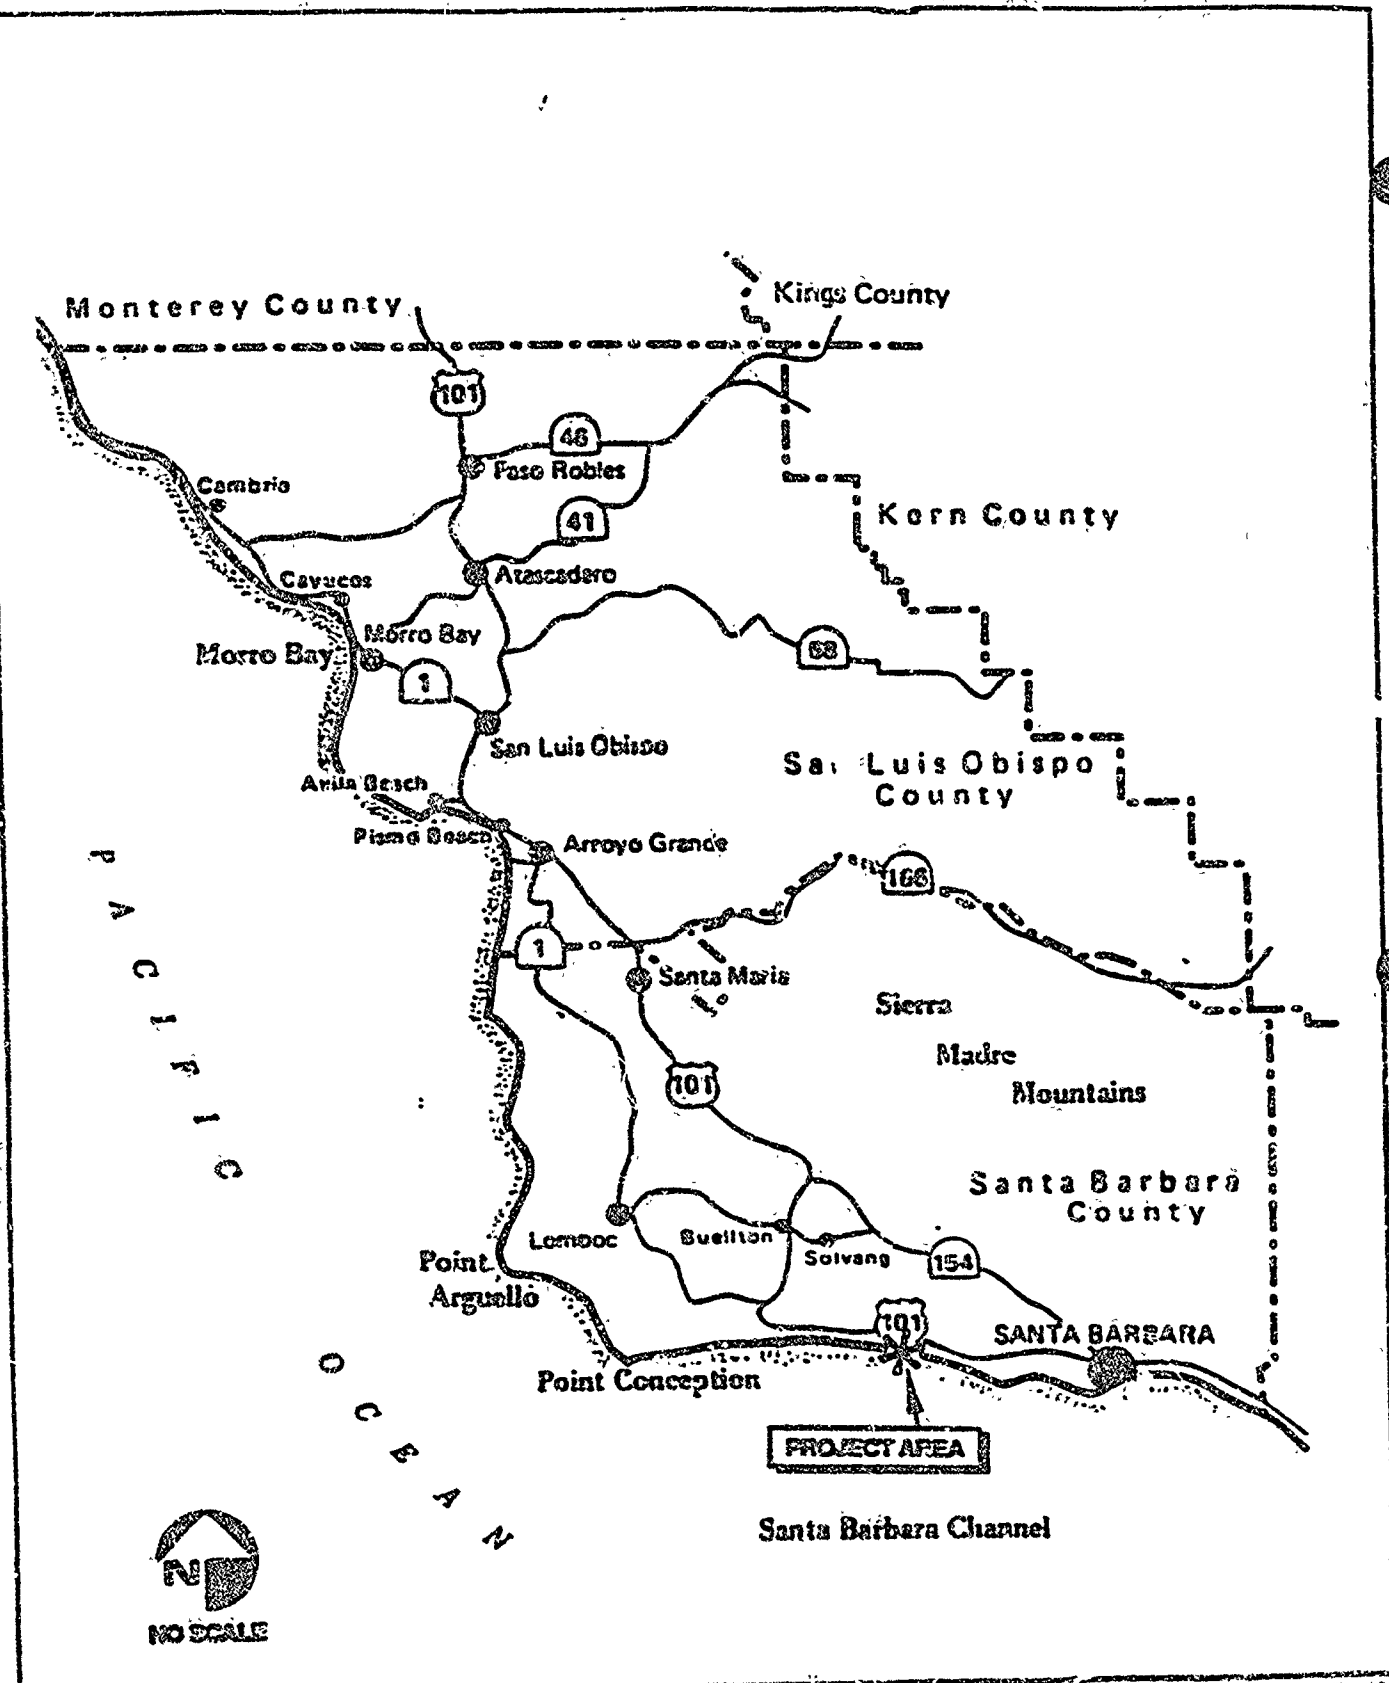 Monterey County
Kings County
101
46
Paso Robles
Cambria
41
Kern County
Cayucos
Atascadero
Morro Bay
Morro Bay
58
1
San Luis Obispo
San Luis Obispo
County
Avila Beach
Pismo Beach
Arroyo Grande
166
1
Santa Maria
Sierra
Madre
Mountains
101
Santa Barbara
County
Lompoc
Buellton
Solvang
154
Point
Arguello
101
SANTA BARBARA
Point Conception
PROJECT AREA
Santa Barbara Channel
PACIFIC
OCEAN
N
NO SCALE